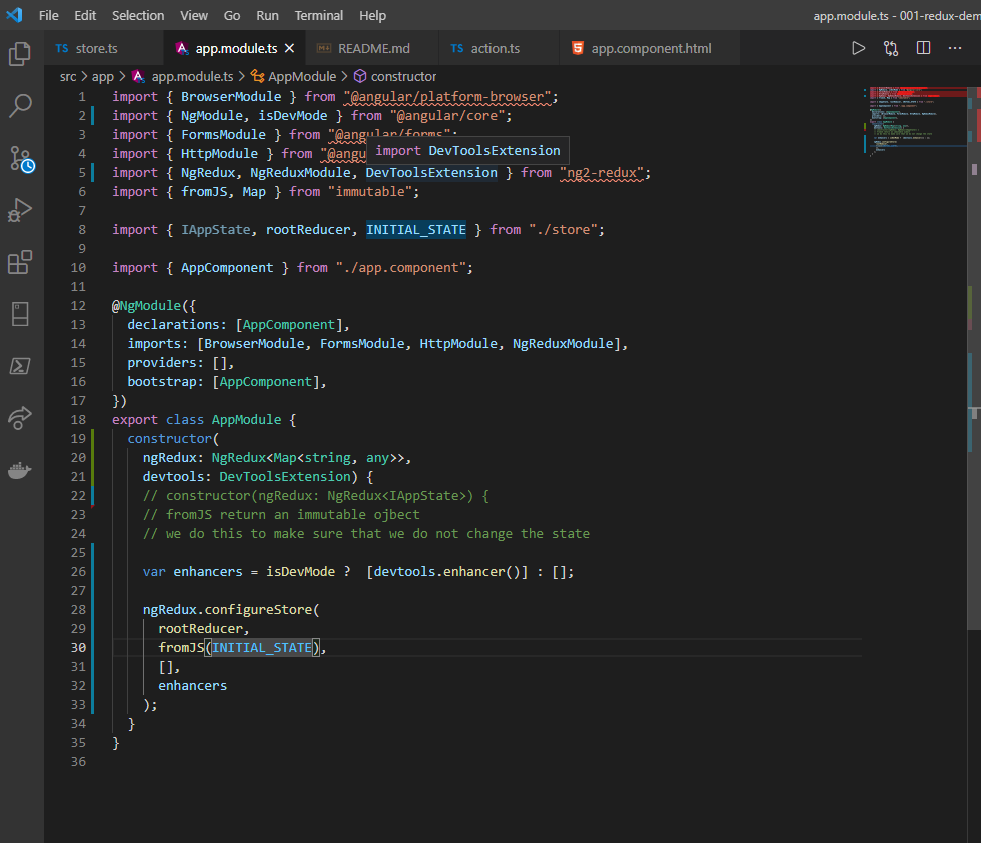 File Edit Selection View Go Run Terminal Help app.module.ts - 001-redux-dem
TS store.ts app.module.ts README.md TS action.ts app.component.html
src > app > app.module.ts > AppModule > constructor
1 import { BrowserModule } from "@angular/platform-browser";
2 import { NgModule, isDevMode } from "@angular/core";
3 import { FormsModule } from "@angular/forms";
4 import { HttpModule } from "@angu
import DevToolsExtension
5 import { NgRedux, NgReduxModule, DevToolsExtension } from "ng2-redux";
6 import { fromJS, Map } from "immutable";
7
8 import { IAppState, rootReducer, INITIAL_STATE } from "./store";
9
10 import { AppComponent } from "./app.component";
11
12 @NgModule({
13 declarations: [AppComponent],
14 imports: [BrowserModule, FormsModule, HttpModule, NgReduxModule],
15 providers: [],
16 bootstrap: [AppComponent],
17 })
18 export class AppModule {
19 constructor(
20 ngRedux: NgRedux<Map<string, any>>,
21 devtools: DevToolsExtension) {
22 // constructor(ngRedux: NgRedux<IAppState>) {
23 // fromJS return an immutable ojbect
24 // we do this to make sure that we do not change the state
25
26 var enhancers = isDevMode ? [devtools.enhancer()] : [];
27
28 ngRedux.configureStore(
29 rootReducer,
30 fromJS(INITIAL_STATE),
31 [],
32 enhancers
33 );
34 }
35 }
36